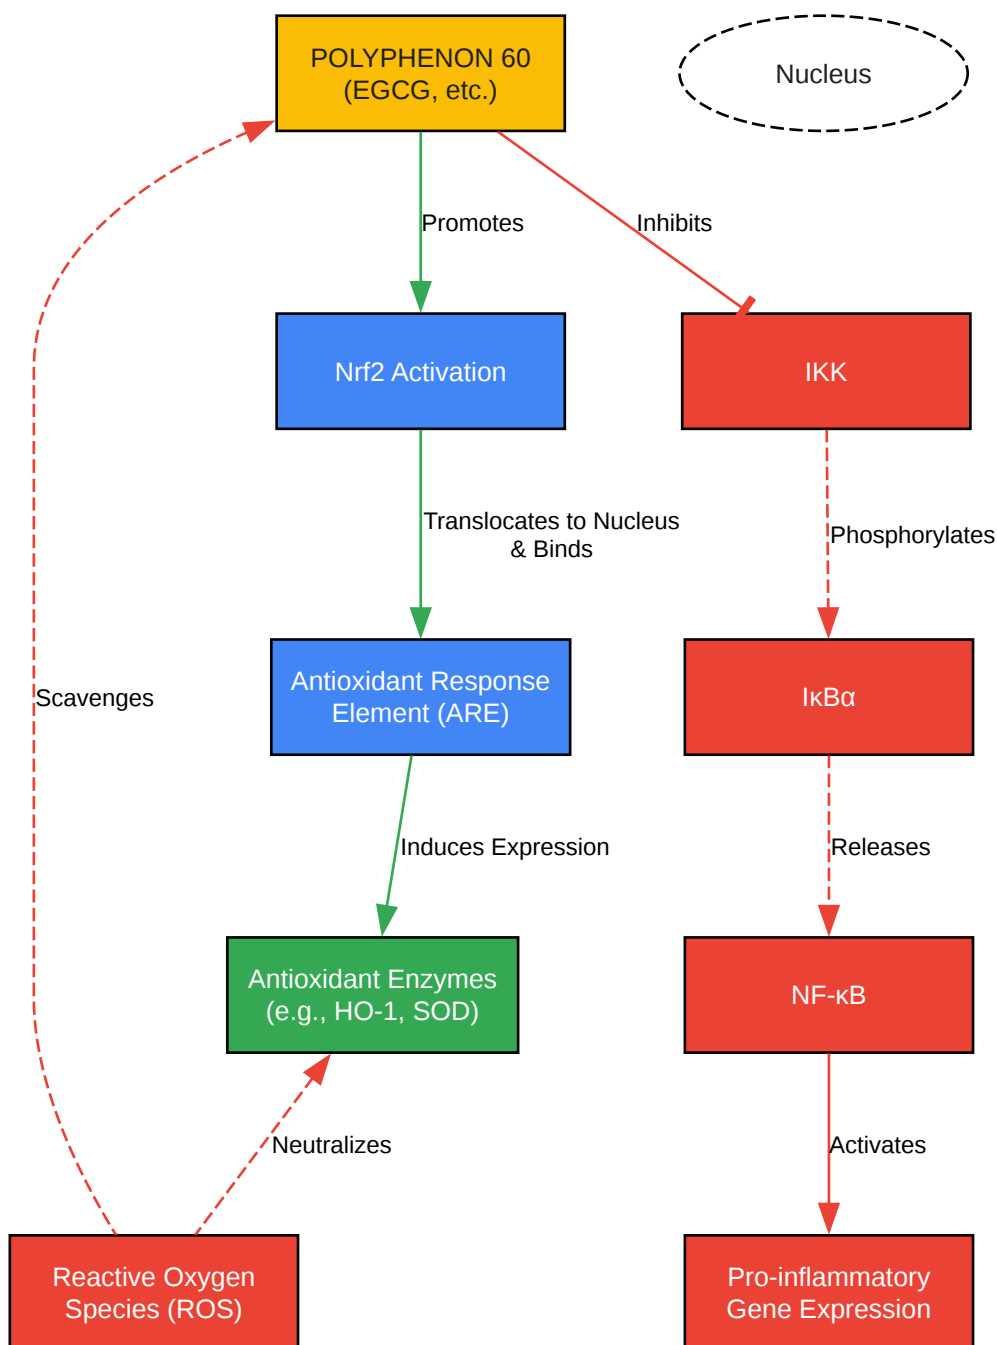 POLYPHENON 60
(EGCG, etc.)
Nucleus
Promotes
Inhibits
Nrf2 Activation
IKK
Translocates to Nucleus
& Binds
Phosphorylates
Scavenges
Antioxidant Response
Element (ARE)
IκBα
Induces Expression
Releases
Antioxidant Enzymes
(e.g., HO-1, SOD)
NF-κB
Neutralizes
Activates
Reactive Oxygen
Species (ROS)
Pro-inflammatory
Gene Expression